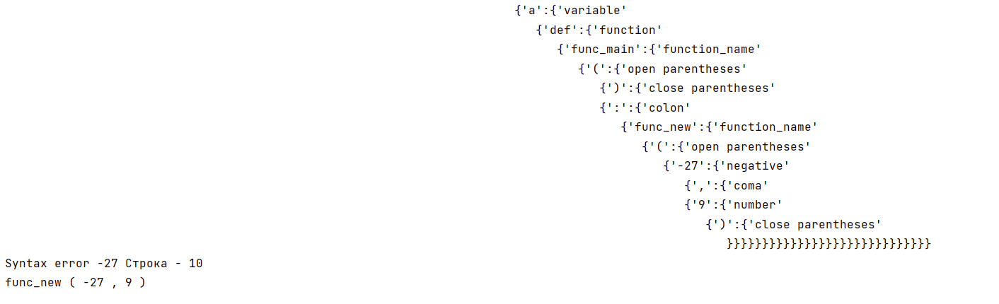 {'a':{'variable'
{'def':{'function'
{'func_main':{'function_name'
{'(':{'open parentheses'
{')':{'close parentheses'
{':':{'colon'
{'func_new':{'function_name'
{'(':{'open parentheses'
{'-27':{'negative'
{',':{'coma'
{'9':{'number'
{')':{'close parentheses'
}}}}}}}}}}}}}}}}}}}}}}}}}}}}}
Syntax error -27 Строка - 10
func_new ( -27 , 9 )